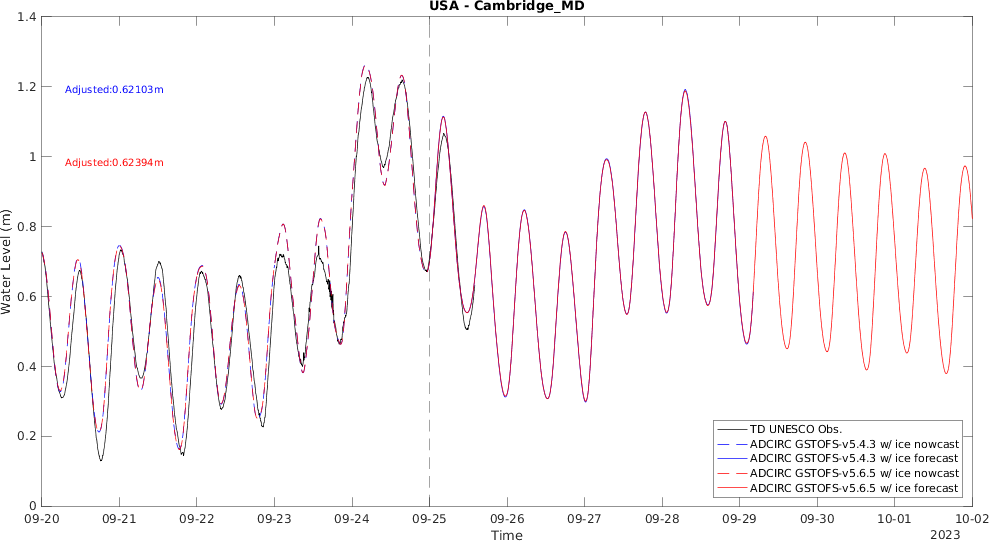 USA - Cambridge_MD
1.4
1.2
1
0.8
0.6
0.4
0.2
0
Water Level (m)
Adjusted:0.62103m
Adjusted:0.62394m
TD UNESCO Obs.
ADCIRC GSTOFS-v5.4.3 w/ ice nowcast
ADCIRC GSTOFS-v5.4.3 w/ ice forecast
ADCIRC GSTOFS-v5.6.5 w/ ice nowcast
ADCIRC GSTOFS-v5.6.5 w/ ice forecast
09-20 09-21 09-22 09-23 09-24 09-25 09-26 09-27 09-28 09-29 09-30 10-01 10-02
Time
2023